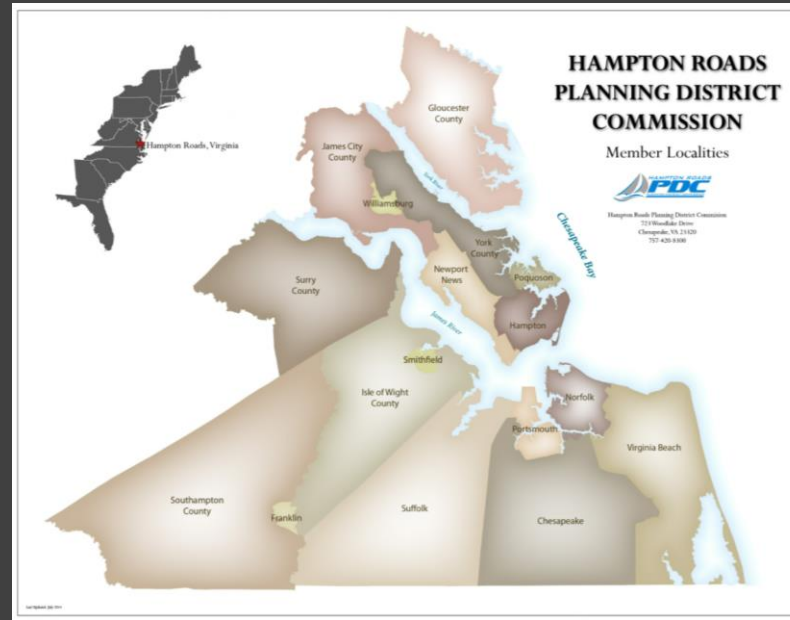 HAMPTON ROADS
PLANNING DISTRICT
COMMISSION
Member Localities
HAMPTON ROADS
PDC
Hampton Roads Planning District Commission
723 Woodlake Drive
Chesapeake, VA 23320
757-420-8300
Hampton Roads, Virginia
Gloucester
County
James City
County
York River
Williamsburg
Chesapeake Bay
York
County
Poquoson
Newport
News
Surry
County
James River
Hampton
Smithfield
Isle of Wight
County
Norfolk
Portsmouth
Virginia Beach
Southampton
County
Franklin
Suffolk
Chesapeake